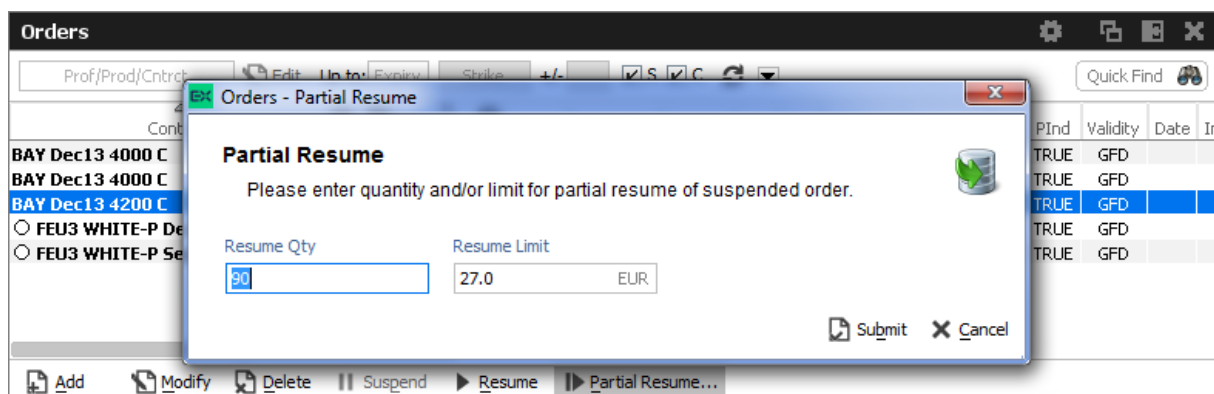 Orders
Prof/Prod/Cntrct Edit Up to: Expiry Strike +/- S C Quick Find
Orders - Partial Resume
Cont PInd Validity Date
BAY Dec13 4000 C TRUE GFD
BAY Dec13 4000 C TRUE GFD
BAY Dec13 4200 C TRUE GFD
FEU3 WHITE-P De TRUE GFD
FEU3 WHITE-P Se TRUE GFD
Partial Resume
Please enter quantity and/or limit for partial resume of suspended order.
Resume Qty Resume Limit
90 27.0 EUR
Submit Cancel
Add Modify Delete Suspend Resume Partial Resume...